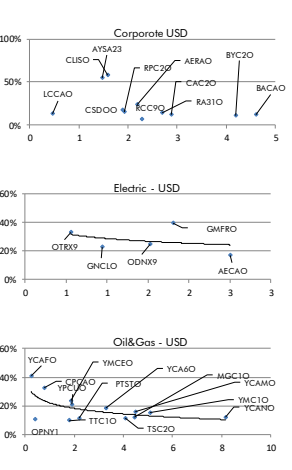 Corporote USD
100%
AYSA23
CLISO
RPC2O
AERAO
BYC2O
50%
LCCAO
CSDOO
RCC9O
CAC2O
RA31O
BACAO
0%
0 1 2 3 4 5
Electric - USD
60%
40%
GMFRO
OTRX9
20%
GNCLO
ODNX9
AECAO
0%
0 1 1 2 2 3 3
Oil&Gas - USD
60%
YCAFO
YMCEO
YCA6O
MGC1O
40%
CPCAO
PTSTO
YCAMO
YPCUO
YMC1O
20%
YCANO
OPNY1
TTC1O
TSC2O
0%
0 2 4 6 8 10